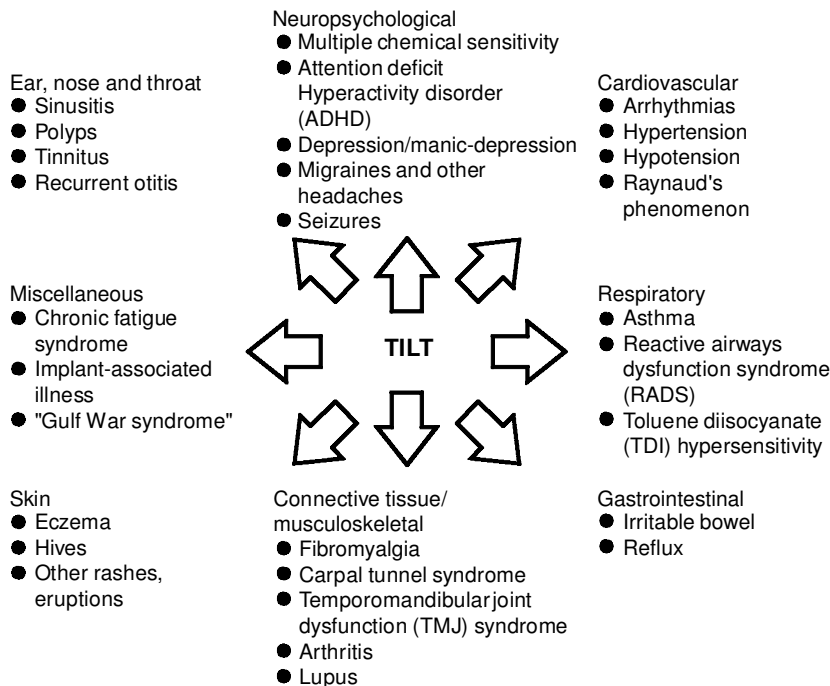 Neuropsychological
● Multiple chemical sensitivity
● Attention deficit
Hyperactivity disorder
(ADHD)
● Depression/manic-depression
● Migraines and other
headaches
● Seizures
Ear, nose and throat
● Sinusitis
● Polyps
● Tinnitus
● Recurrent otitis
Cardiovascular
● Arrhythmias
● Hypertension
● Hypotension
● Raynaud's
phenomenon
Miscellaneous
● Chronic fatigue
syndrome
● Implant-associated
illness
● "Gulf War syndrome"
TILT
Respiratory
● Asthma
● Reactive airways
dysfunction syndrome
(RADS)
● Toluene diisocyanate
(TDI) hypersensitivity
Skin
● Eczema
● Hives
● Other rashes,
eruptions
Connective tissue/
musculoskeletal
● Fibromyalgia
● Carpal tunnel syndrome
● Temporomandibular joint
dysfunction (TMJ) syndrome
● Arthritis
● Lupus
Gastrointestinal
● Irritable bowel
● Reflux